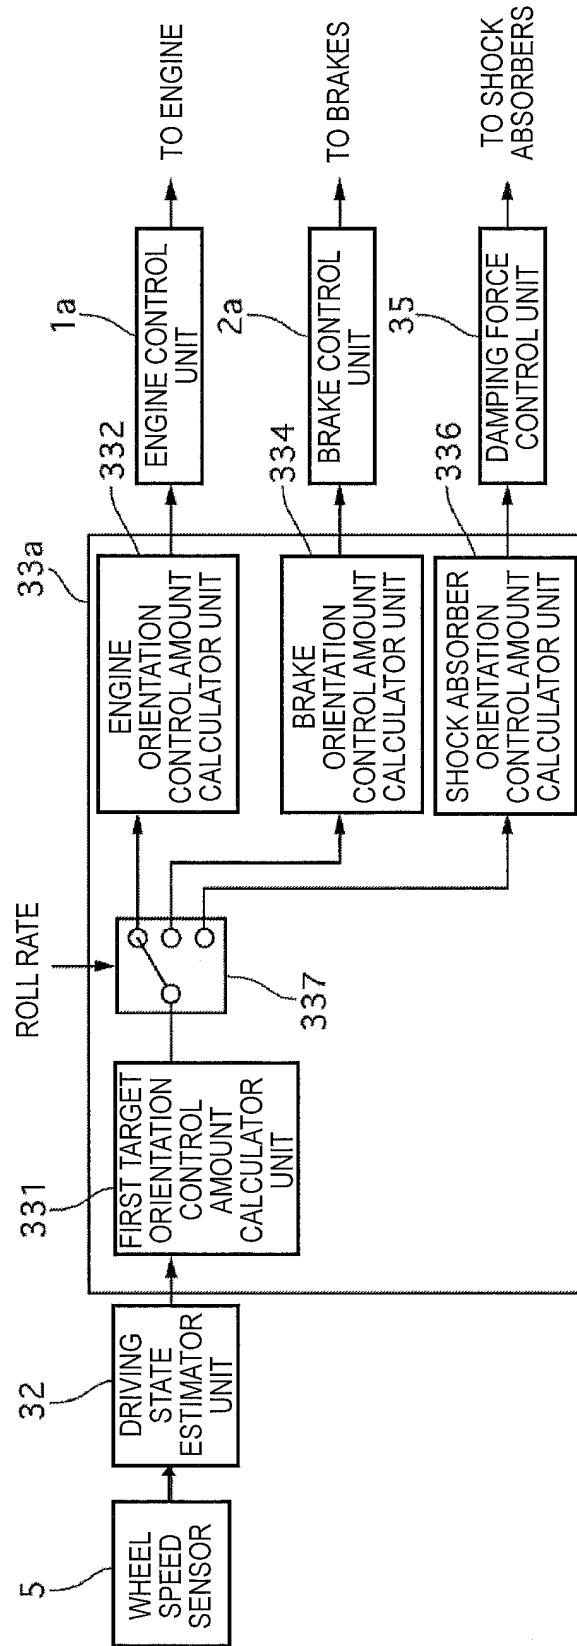 5
WHEEL
SPEED
SENSOR
32
DRIVING
STATE
ESTIMATOR
UNIT
33a
331
FIRST TARGET
ORIENTATION
CONTROL
AMOUNT
CALCULATOR
UNIT
ROLL RATE
337
332
ENGINE
ORIENTATION
CONTROL AMOUNT
CALCULATOR UNIT
1a
ENGINE CONTROL
UNIT
TO ENGINE
334
BRAKE
ORIENTATION
CONTROL AMOUNT
CALCULATOR UNIT
2a
BRAKE CONTROL
UNIT
TO BRAKES
336
SHOCK ABSORBER
ORIENTATION
CONTROL AMOUNT
CALCULATOR UNIT
35
DAMPING FORCE
CONTROL UNIT
TO SHOCK
ABSORBERS